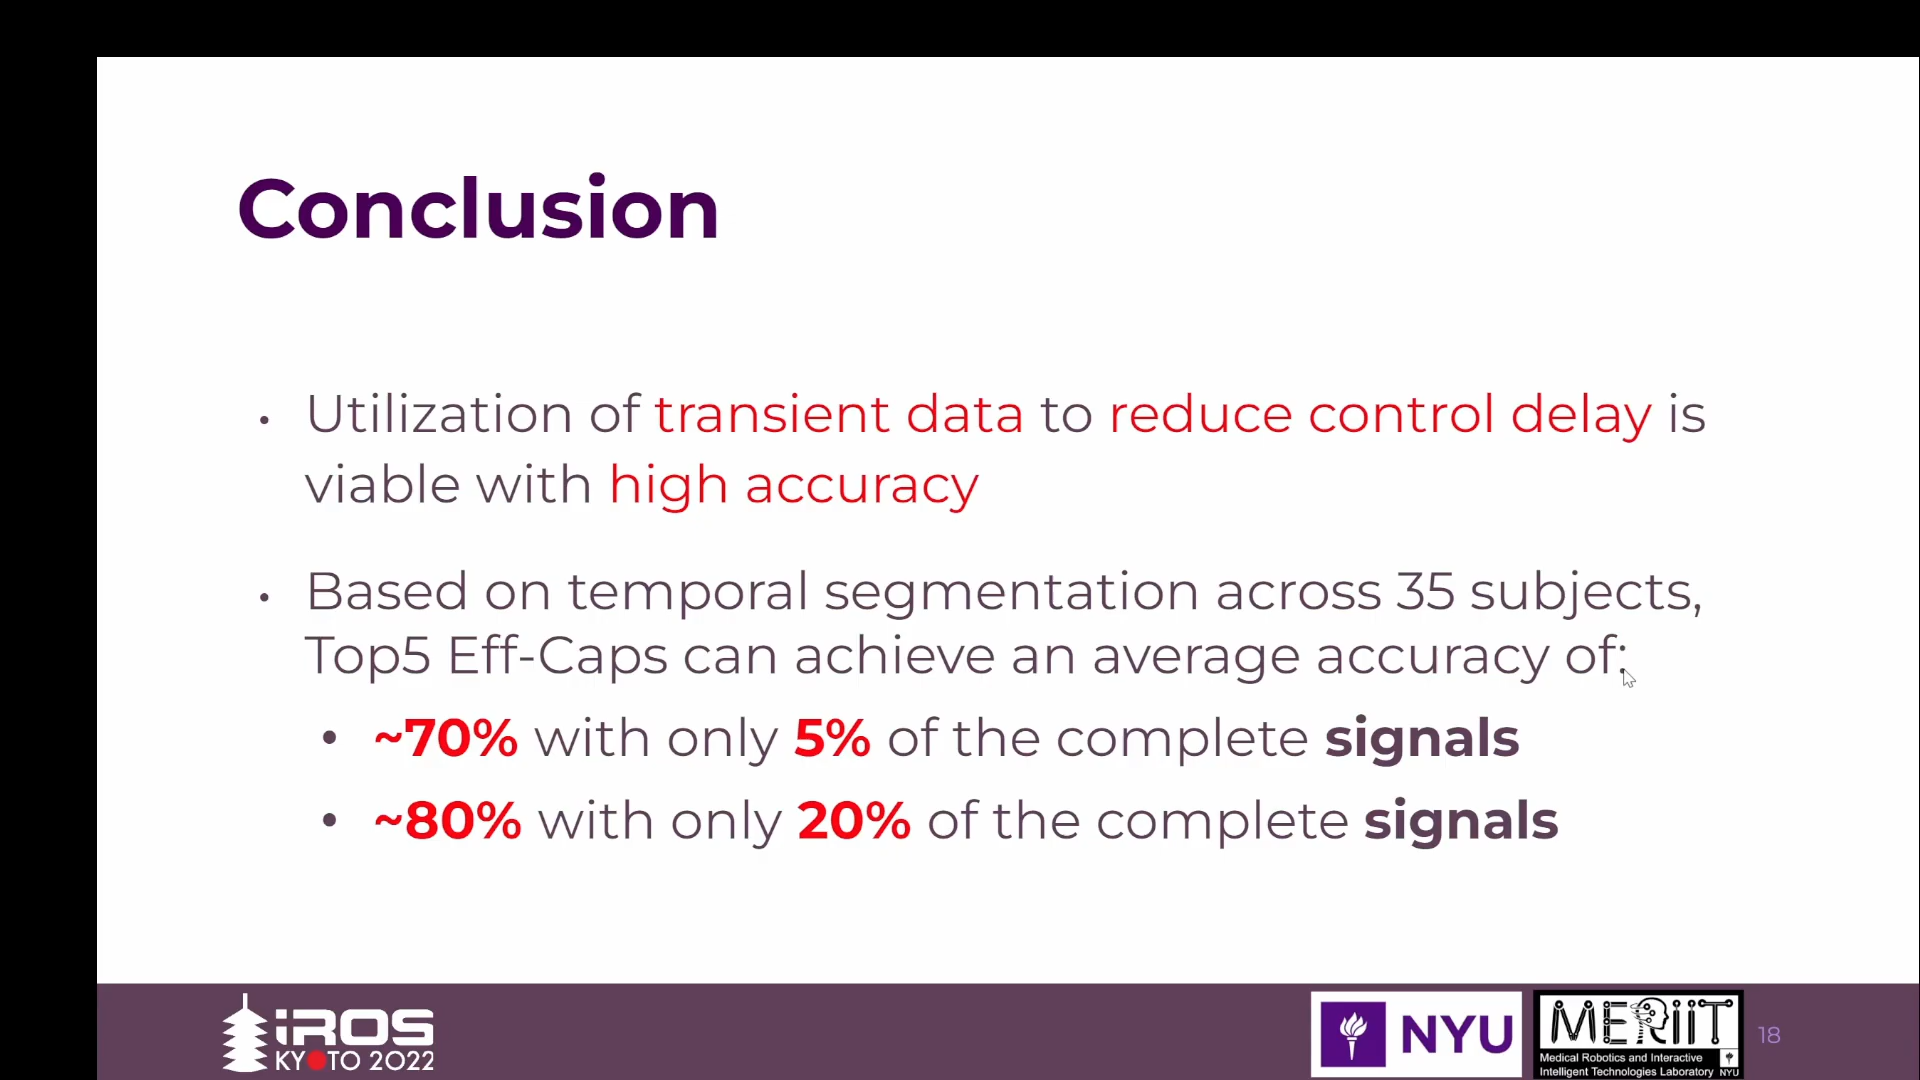 Conclusion
• Utilization of transient data to reduce control delay is
viable with high accuracy
• Based on temporal segmentation across 35 subjects,
Top5 Eff-Caps can achieve an average accuracy of:
• ~70% with only 5% of the complete signals
• ~80% with only 20% of the complete signals
iROS
KYOTO 2022
NYU
MERIIT
Medical Robotics and Interactive
Intelligent Technologies Laboratory NYU
18